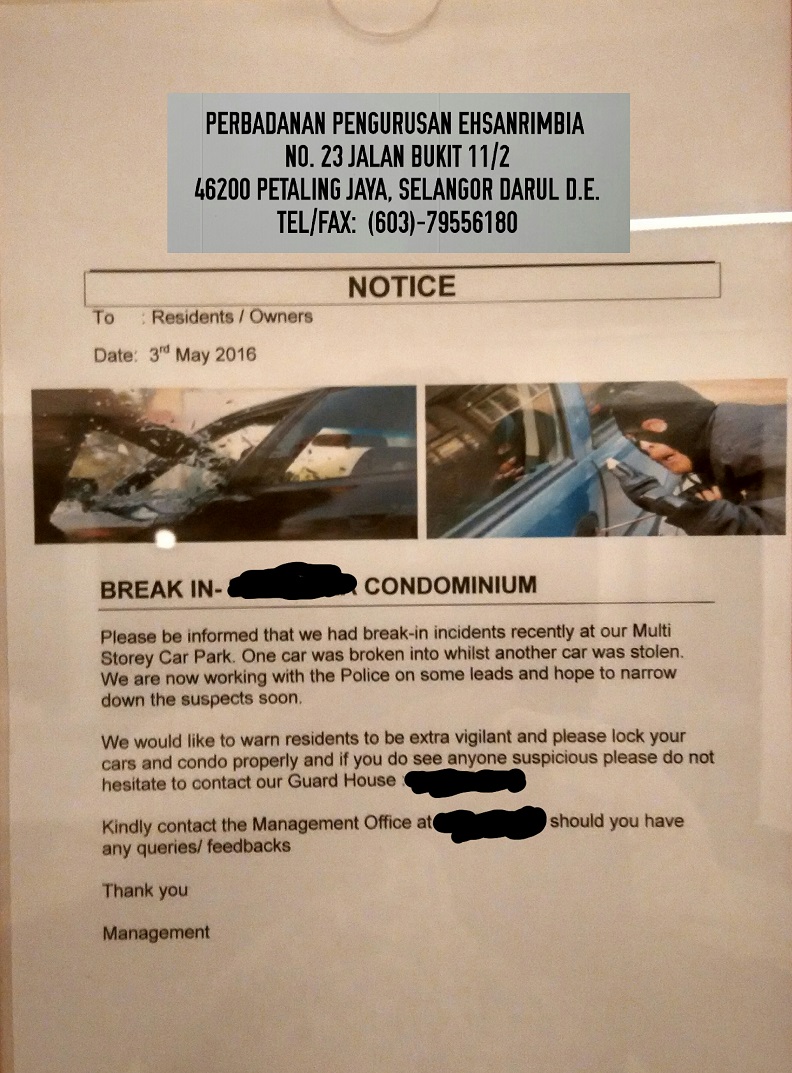 PERBADANAN PENGURUSAN EHSANRIMBIA
NO. 23 JALAN BUKIT 11/2
46200 PETALING JAYA, SELANGOR DARUL D.E.
TEL/FAX: (603)-79556180
NOTICE
To : Residents / Owners
Date: 3rd May 2016
BREAK IN- CONDOMINIUM
Please be informed that we had break-in incidents recently at our Multi
Storey Car Park. One car was broken into whilst another car was stolen.
We are now working with the Police on some leads and hope to narrow
down the suspects soon.
We would like to warn residents to be extra vigilant and please lock your
cars and condo properly and if you do see anyone suspicious please do not
hesitate to contact our Guard House :
Kindly contact the Management Office at should you have
any queries/ feedbacks
Thank you
Management